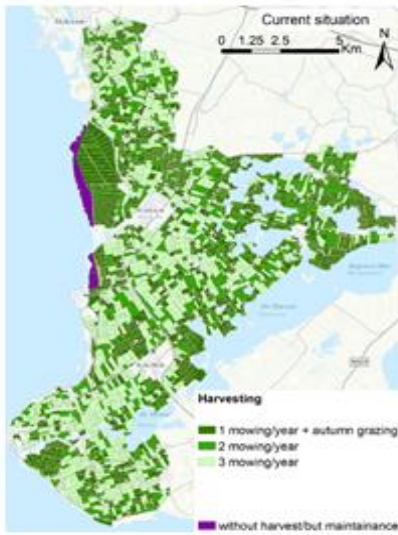 Current situation
0 1.25 2.5 5
Km
N
Harvesting
1 mowing/year + autumn grazing
2 mowing/year
3 mowing/year
without harvest/but maintainance